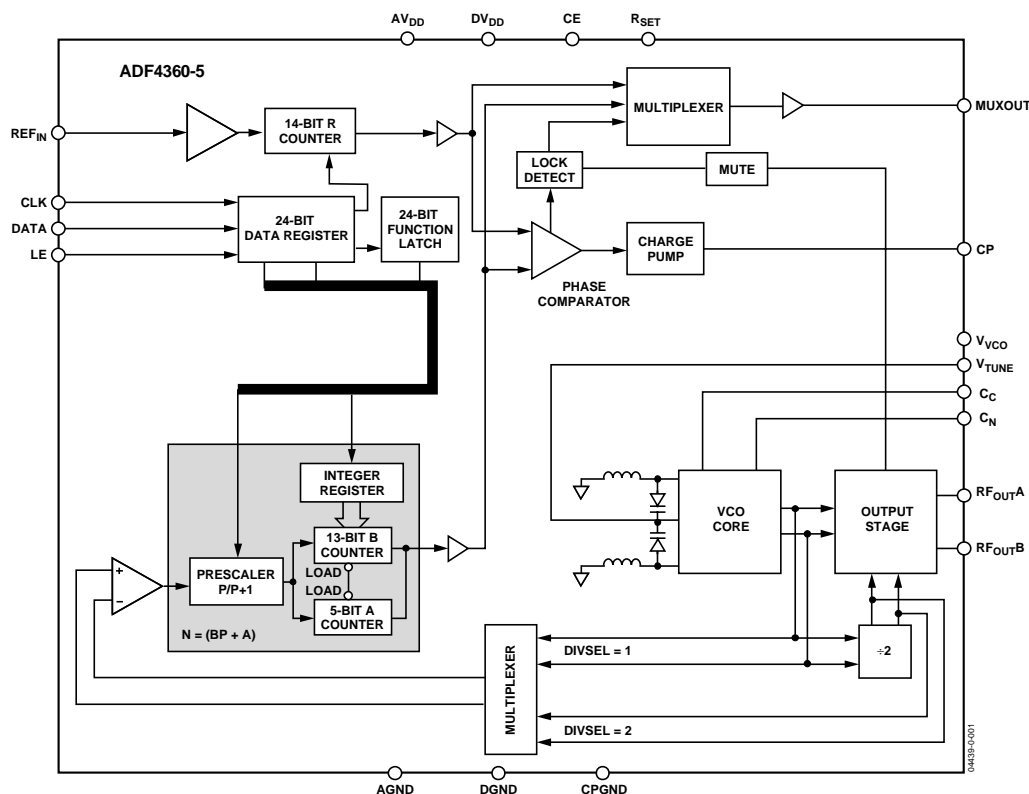 AVDD DVDD CE RSET
ADF4360-5
MULTIPLEXER
MUXOUT
REFIN
14-BIT R
COUNTER
LOCK
DETECT
MUTE
CLK
DATA
LE
24-BIT
DATA REGISTER
24-BIT
FUNCTION
LATCH
CHARGE
PUMP
CP
PHASE
COMPARATOR
VVCO
VTUNE
CC
CN
INTEGER
REGISTER
13-BIT B
COUNTER
LOAD
LOAD
5-BIT A
COUNTER
PRESCALER
P/P+1
+
−
N = (BP + A)
VCO
CORE
OUTPUT
STAGE
RFOUTA
RFOUTB
MULTIPLEXER
DIVSEL = 1
÷2
DIVSEL = 2
04439-0-001
AGND DGND CPGND